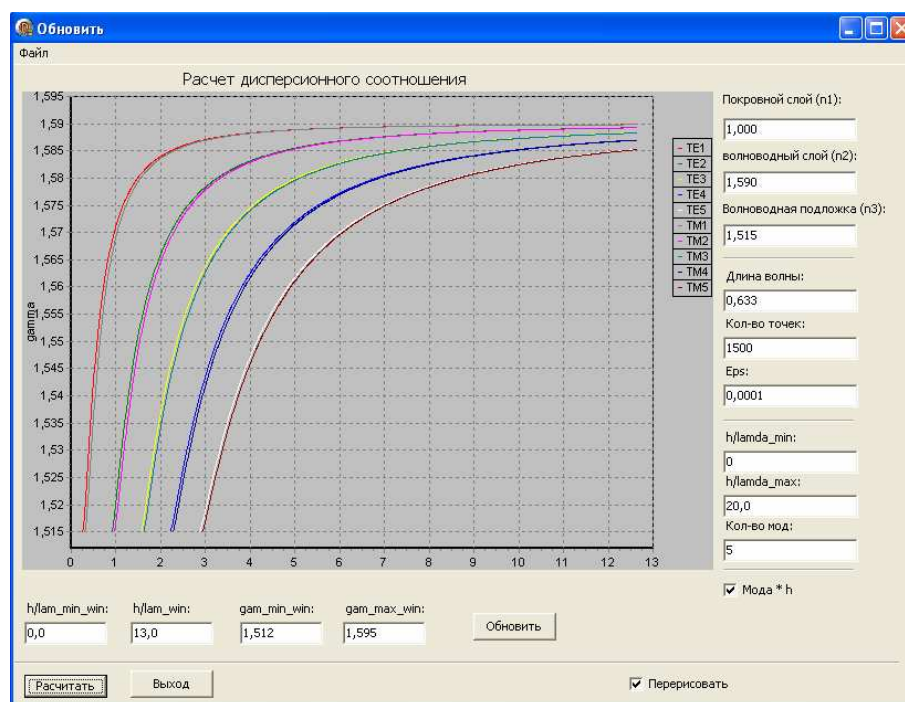 Обновить
Файл
Расчет дисперсионного соотношения
1,595
1,59
1,585
1,58
1,575
1,57
1,565
1,56
1,555
1,55
1,545
1,54
1,535
1,53
1,525
1,52
1,515
gamma
0 1 2 3 4 5 6 7 8 9 10 11 12 13
TE1
TE2
TE3
TE4
TE5
TM1
TM2
TM3
TM4
TM5
Покровной слой (n1):
1,000
волноводный слой (n2):
1,590
Волноводная подложка (n3):
1,515
Длина волны:
0,633
Кол-во точек:
1500
Eps:
0,0001
h/lamda_min:
0
h/lamda_max:
20,0
Кол-во мод:
5
Мода * h
h/lam_min_win: h/lam_win: gam_min_win: gam_max_win:
0,0 13,0 1,512 1,595 Обновить
Расчитать Выход Перерисовать